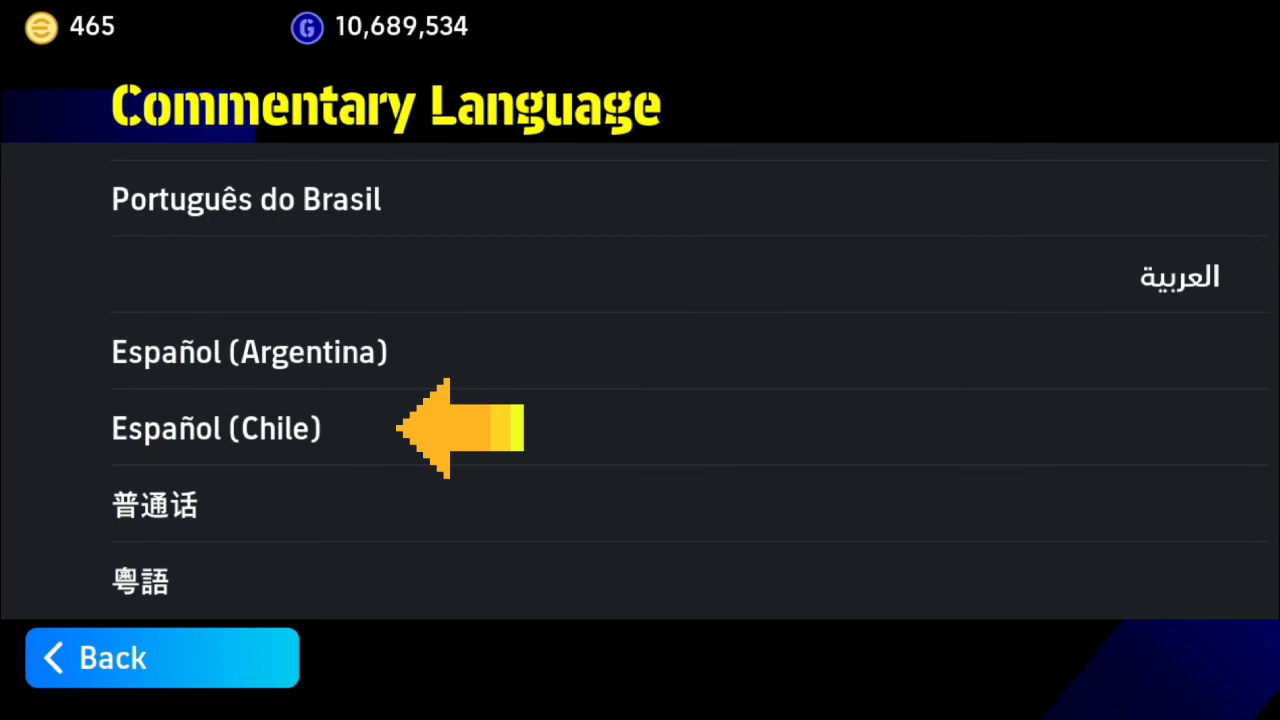 465
10,689,534
Commentary Language
Português do Brasil
العربية
Español (Argentina)
Español (Chile)
普通话
粤語
Back